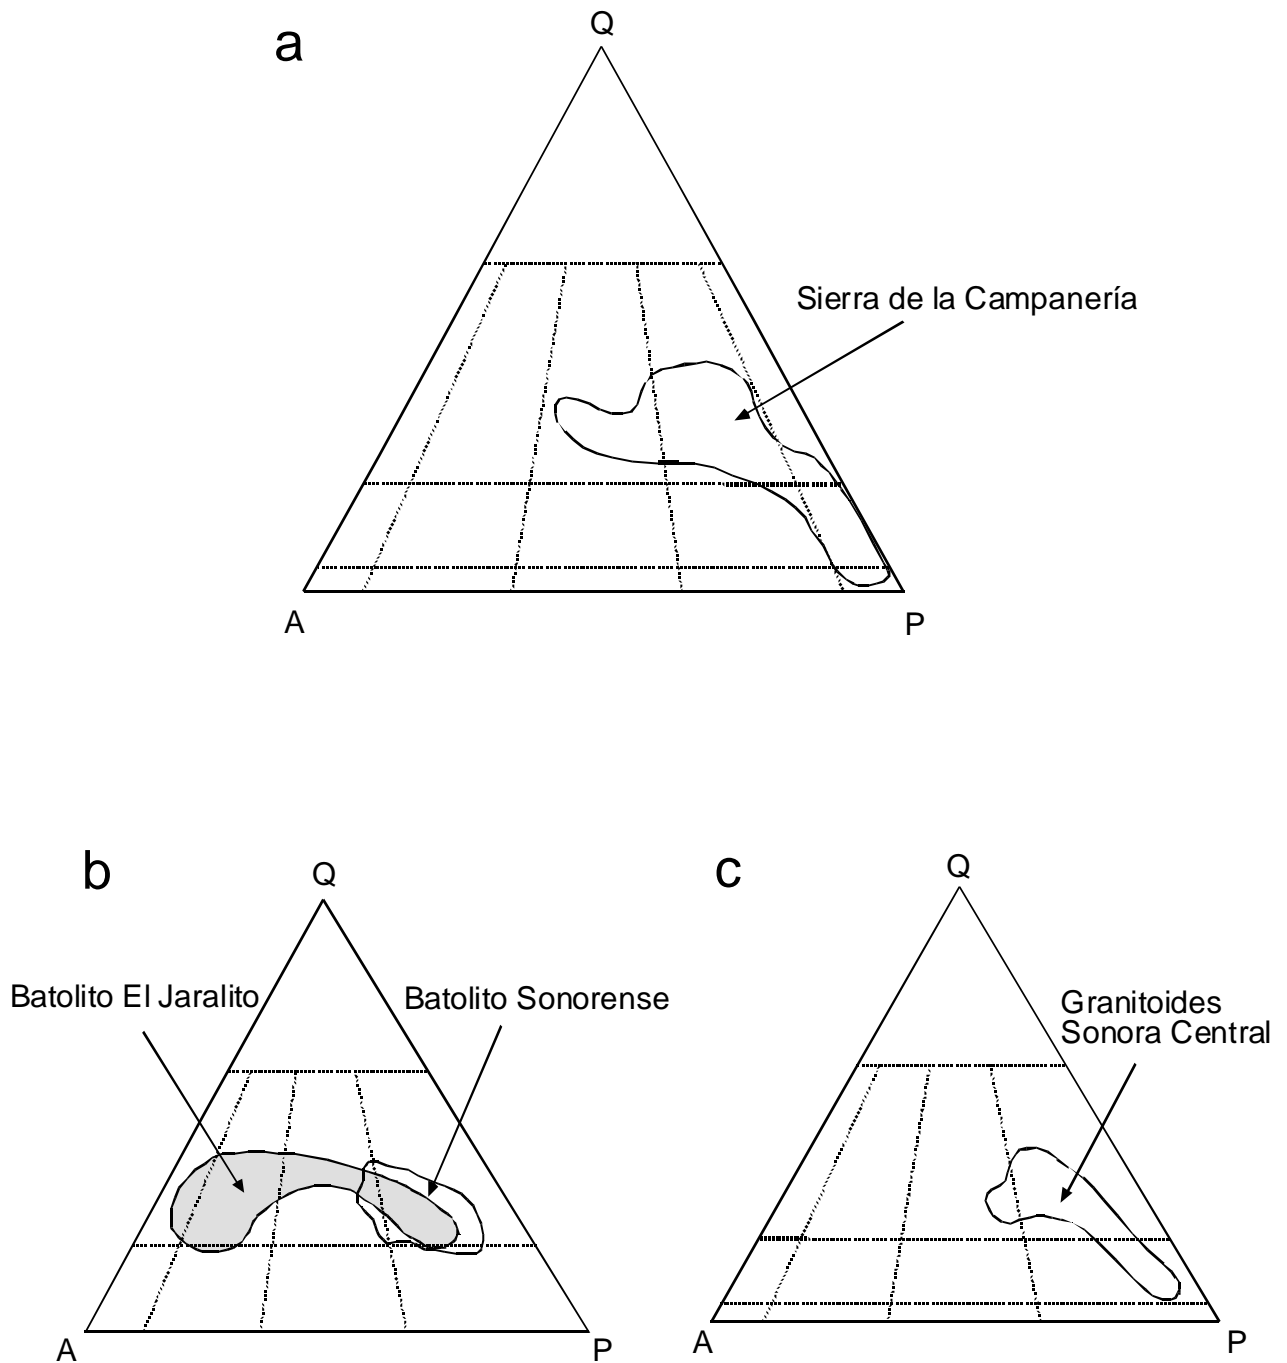 a
Q
Sierra de la Campanería
A
P
b
Q
Batolito El Jaralito
Batolito Sonorense
A
P
c
Q
Granitoides
Sonora Central
A
P